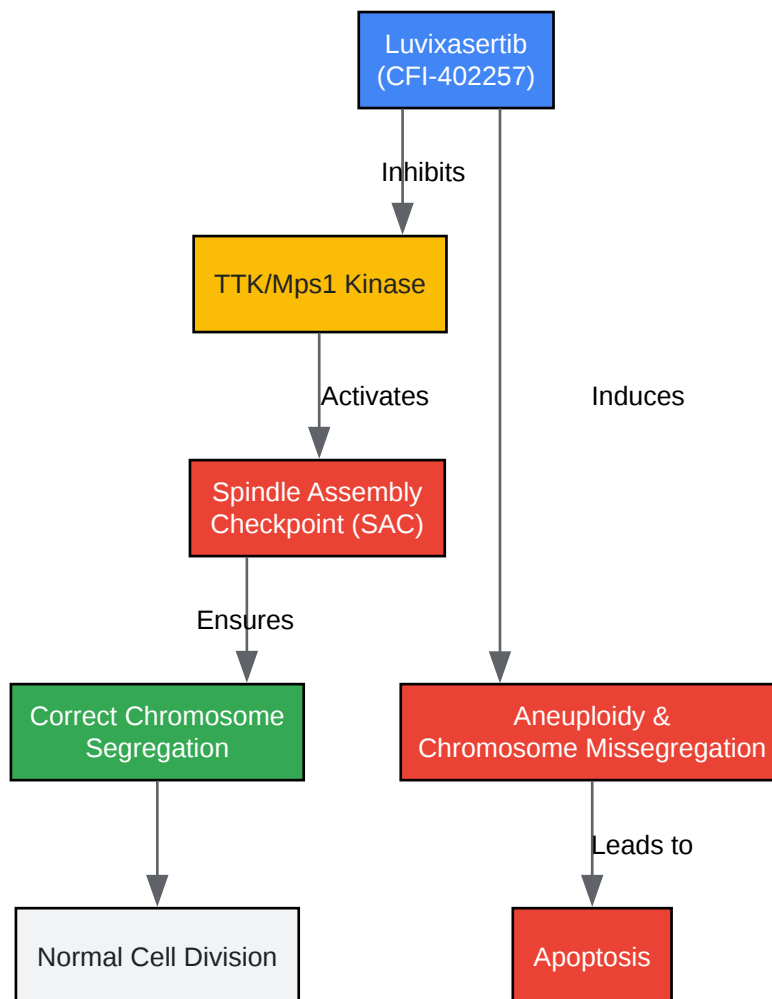 Luvixasertib
(CFI-402257)
Inhibits
TTK/Mps1 Kinase
Activates
Induces
Spindle Assembly
Checkpoint (SAC)
Ensures
Correct Chromosome
Segregation
Aneuploidy &
Chromosome Missegregation
Leads to
Normal Cell Division
Apoptosis